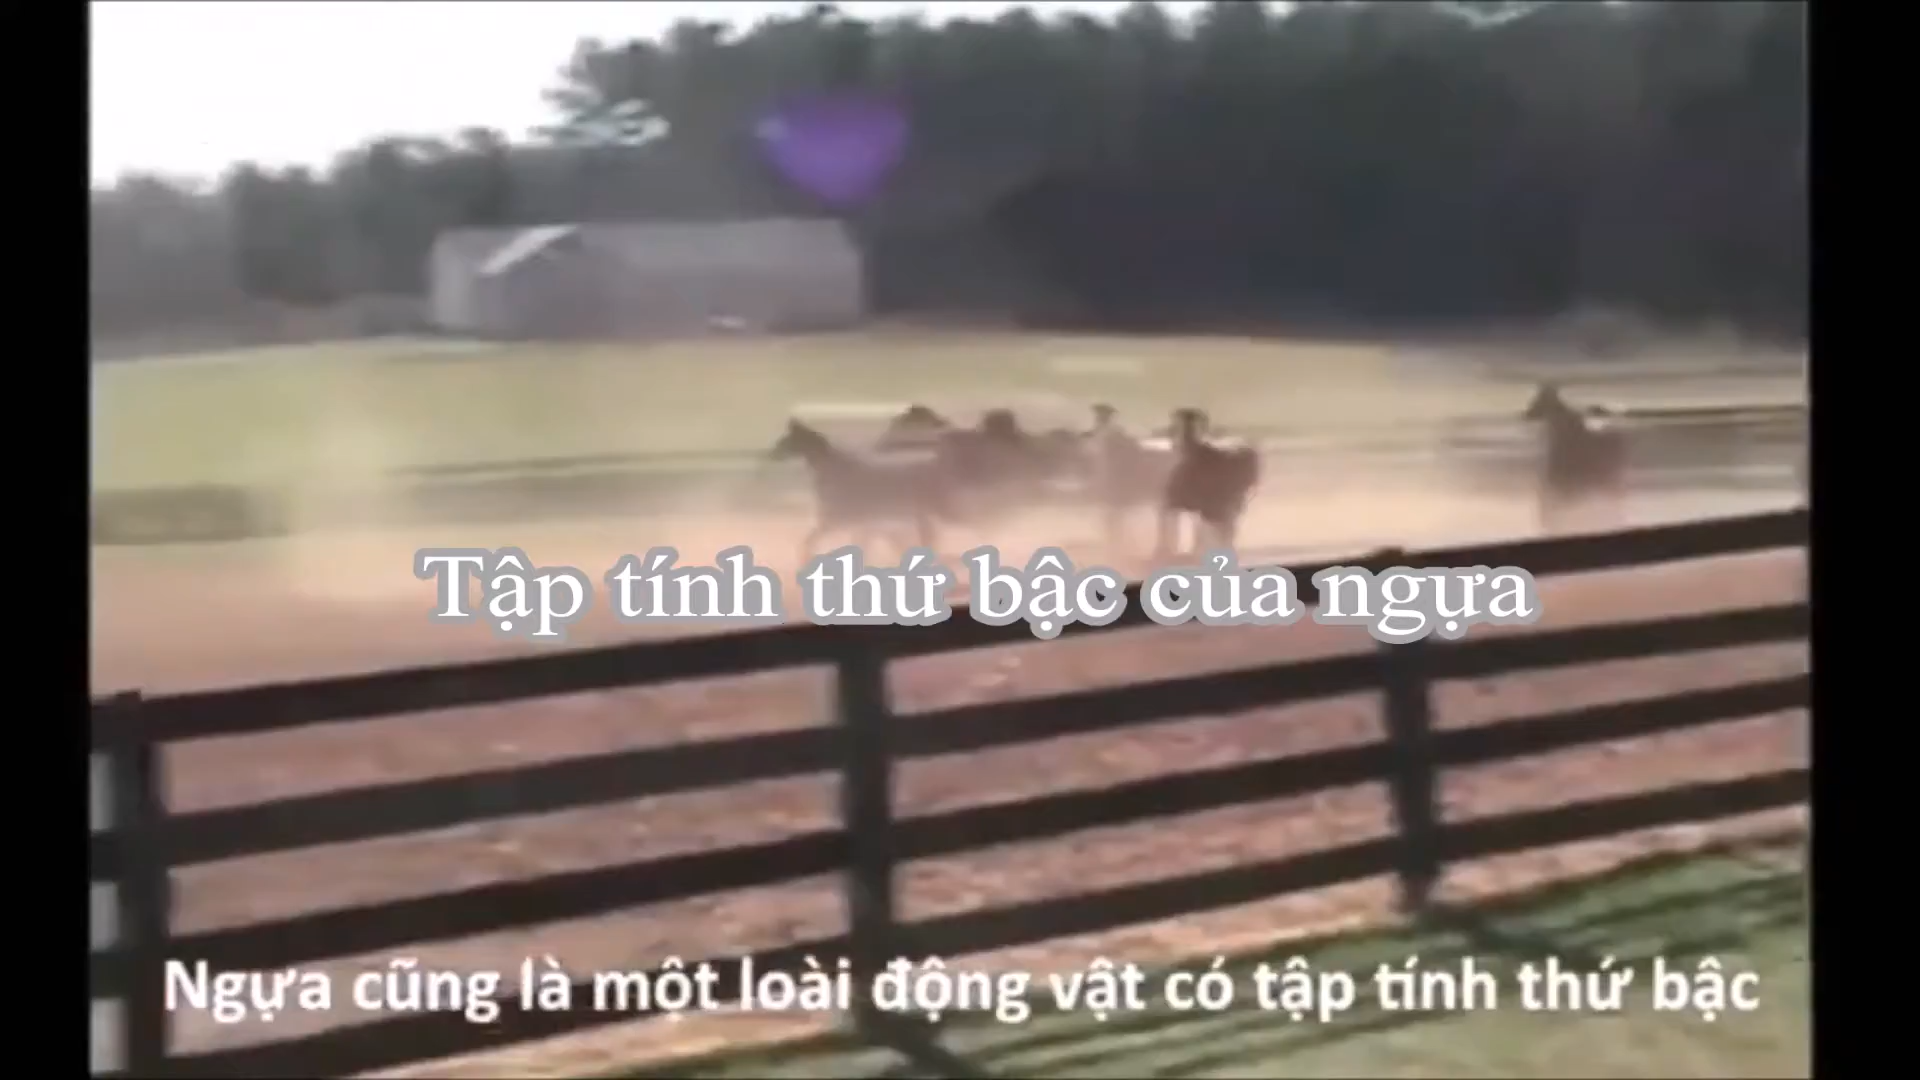 Tập tính thứ bậc của ngựa
Ngựa cũng là một loài động vật có tập tính thứ bậc